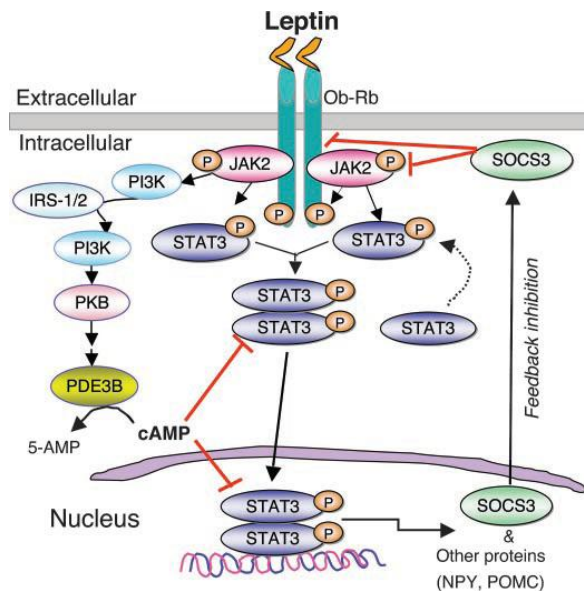 Leptin
Ob-Rb
Extracellular
Intracellular
P
JAK2
JAK2
P
SOCS3
PI3K
IRS-1/2
P
P
P
STAT3
STAT3
P
PI3K
STAT3
P
PKB
STAT3
P
STAT3
Feedback inhibition
PDE3B
cAMP
5-AMP
Nucleus
STAT3
P
STAT3
P
SOCS3
&
Other proteins
(NPY, POMC)